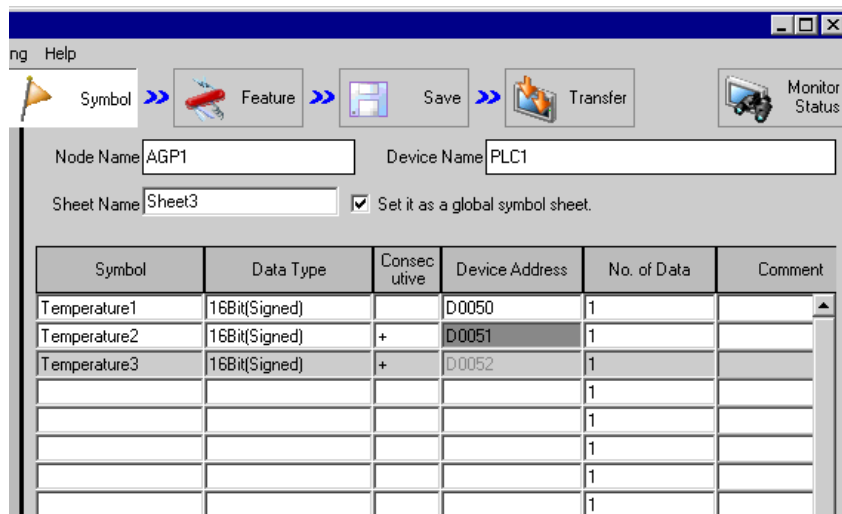 ng Help
Symbol Feature Save Transfer Monitor Status
Node Name AGP1 Device Name PLC1
Sheet Name Sheet3 Set it as a global symbol sheet.
Symbol Data Type Consec utive Device Address No. of Data Comment
Temperature1 16Bit(Signed) D0050 1
Temperature2 16Bit(Signed) + D0051 1
Temperature3 16Bit(Signed) + D0052 1
1
1
1
1
1